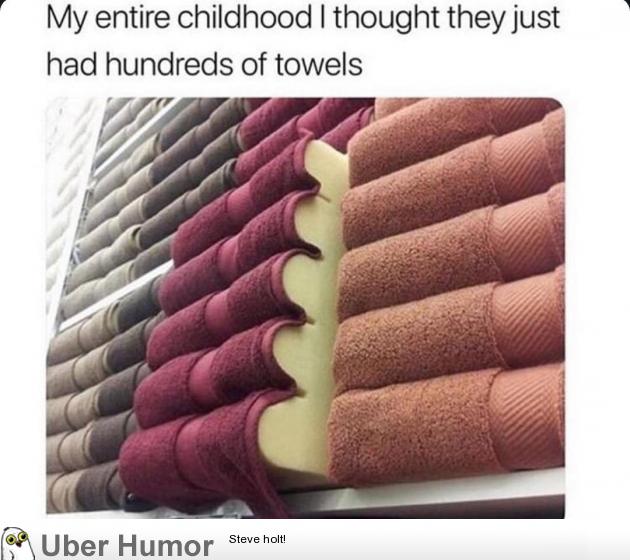 My entire childhood I thought they just
had hundreds of towels
Uber Humor
Steve holt!